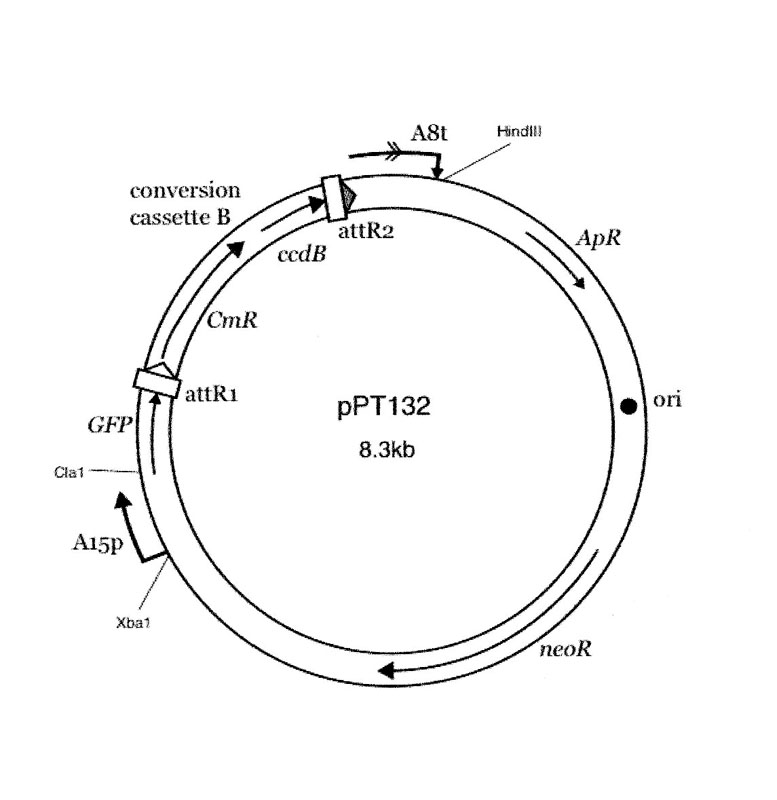 A8t
HindIII
conversion
cassette B
ApR
attR2
ccdB
CmR
attR1
pPT132
ori
GFP
8.3kb
Cla1
A15p
Xba1
neoR